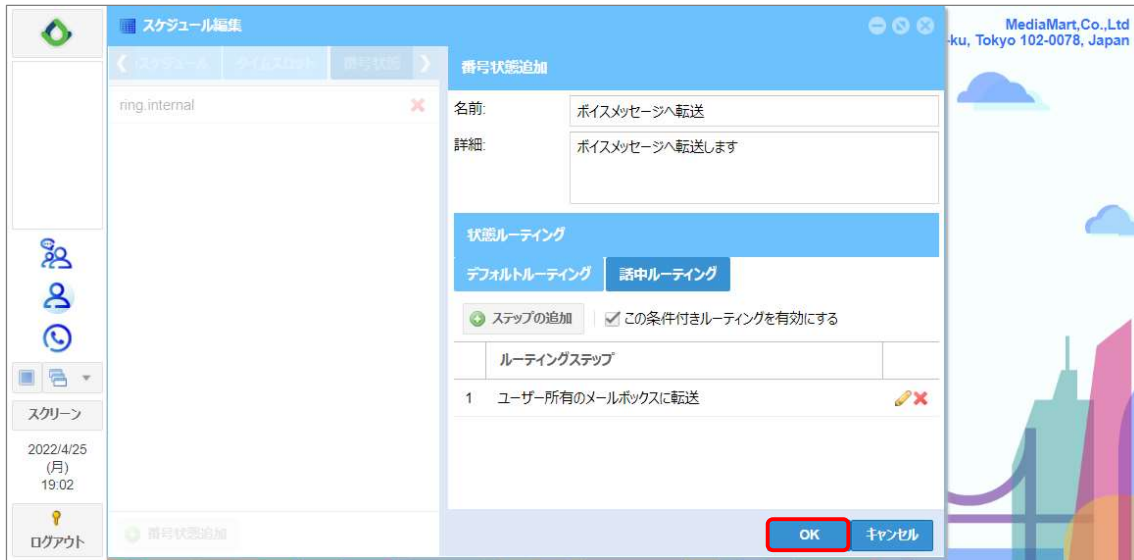 スケジュール編集
MediaMart,Co.,Ltd
-ku, Tokyo 102-0078, Japan
スケジュール
タイムスロット
番号状態
番号状態追加
ring.internal
名前:
ボイスメッセージへ転送
詳細:
ボイスメッセージへ転送します
状態ルーティング
デフォルトルーティング
話中ルーティング
ステップの追加
この条件付きルーティングを有効にする
ルーティングステップ
1 ユーザー所有のメールボックスに転送
スクリーン
2022/4/25
(月)
19:02
ログアウト
番号状態追加
OK
キャンセル